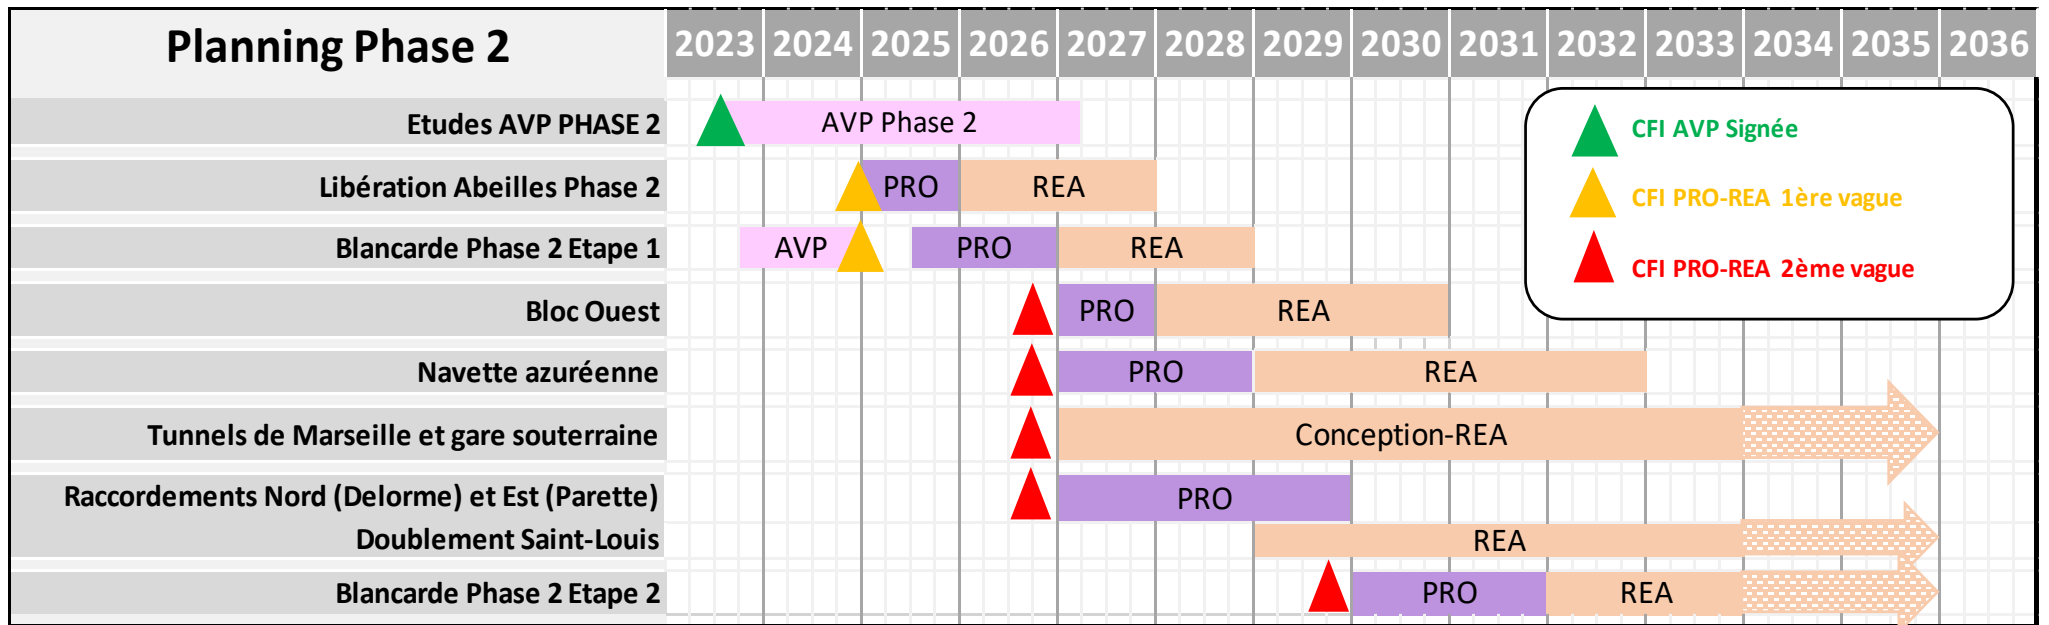 Planning Phase 2
2023 2024 2025 2026 2027 2028 2029 2030 2031 2032 2033 2034 2035 2036
Etudes AVP PHASE 2
AVP Phase 2
CFI AVP Signée
Libération Abeilles Phase 2
PRO
REA
CFI PRO-REA 1ère vague
Blancarde Phase 2 Etape 1
AVP
PRO
REA
CFI PRO-REA 2ème vague
Bloc Ouest
PRO
REA
Navette azuréenne
PRO
REA
Tunnels de Marseille et gare souterraine
Conception-REA
Raccordements Nord (Delorme) et Est (Parette)
PRO
Doublement Saint-Louis
REA
Blancarde Phase 2 Etape 2
PRO
REA